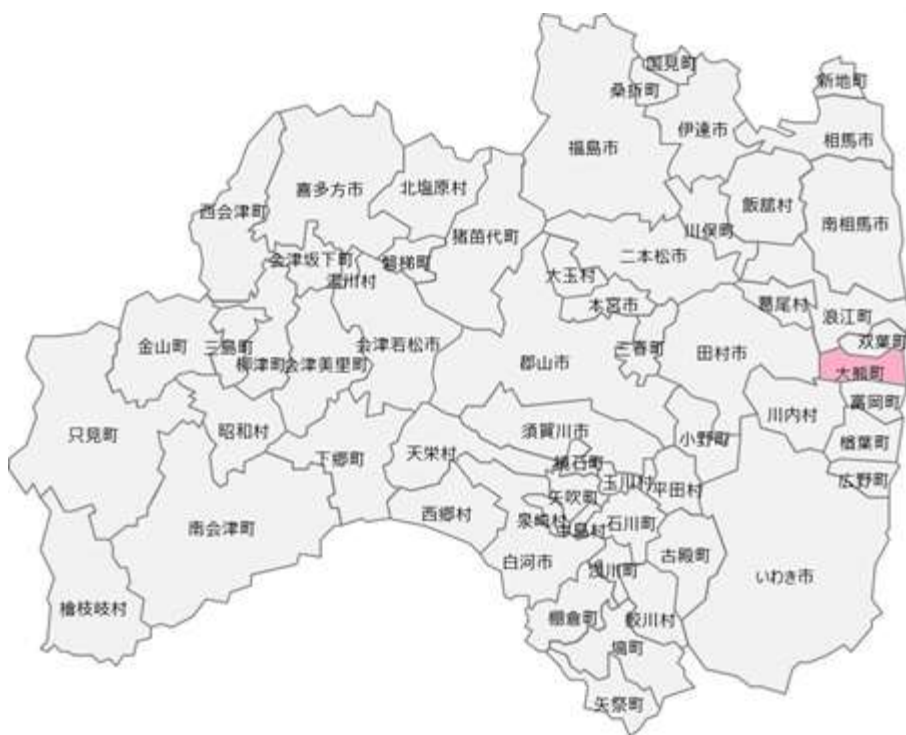 国見町
桑折町
新地町
伊達市
相馬市
福島市
喜多方市
北塩原村
飯舘村
西会津町
川俣町
南相馬市
猪苗代町
二本松市
会津坂下町
磐梯町
大玉村
湯川村
本宮市
葛尾村
浪江町
双葉町
金山町
三島町
柳津町
会津美里町
会津若松市
郡山市
三春町
田村市
大熊町
富岡町
川内村
只見町
昭和村
須賀川市
小野町
楢葉町
下郷町
天栄村
鏡石町
玉川村
平田村
広野町
矢吹町
西郷村
泉崎村
中島村
石川町
南会津町
白河市
古殿町
浅川町
いわき市
檜枝岐村
棚倉町
鮫川村
塙町
矢祭町